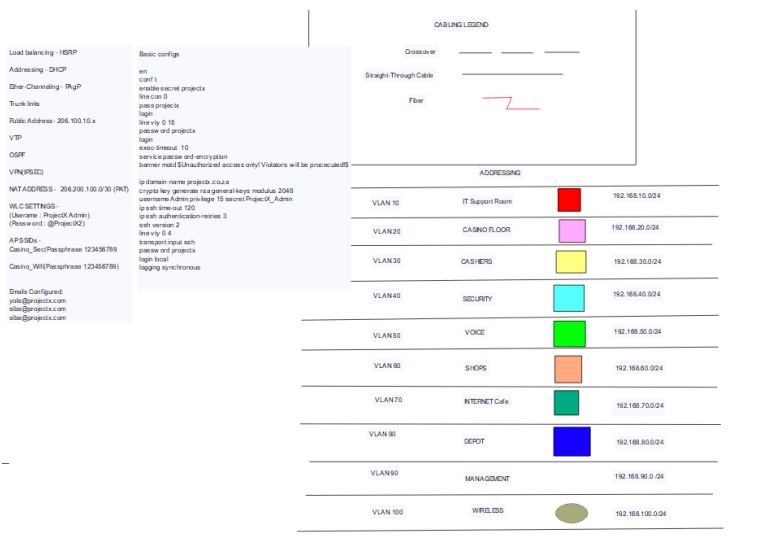 CABLING LEGEND
Crossover
Straight-Through Cable
Fiber
Load balancing - HSRP
Addressing - DHCP
Ether-Channeling - PAgP
Trunk links
Public Address - 206.100.10.x
VTP
OSPF
VPN(IPSEC)
NAT ADDRESS - 206.200.100.0/30 (PAT)
WLC SETTINGS -
(Username : ProjectX Admin)
(Password : @ProjectX2)
AP SSIDs -
Casino_Sec(Passphrase 123456789
Casino_Wifi(Passphrase 123456789)
Emails Configured:
yola@projectx.com
siba@projectx.com
siba@projectx.com
Basic configs
en
conf t
enable secret projectx
line con 0
pass projectx
login
line vty 0 15
password projectx
login
exec-timeout 10
service password-encryption
banner motd $Unauthorized access only! Violators will be procecuted!$
ip domain-name projectx.co.za
crypto key generate rsa general-keys modulus 2048
username Admin privilege 15 secret ProjectX_Admin
ip ssh time-out 120
ip ssh authentication-retries 3
ssh version 2
line vty 0 4
transport input ssh
password projectx
login local
logging synchronous
ADDRESSING
VLAN 10 IT Support Room 192.168.10.0/24
VLAN 20 CASINO FLOOR 192.168.20.0/24
VLAN 30 CASHIERS 192.168.30.0/24
VLAN 40 SECURITY 192.168.40.0/24
VLAN 50 VOICE 192.168.50.0/24
VLAN 60 SHOPS 192.168.60.0/24
VLAN 70 INTERNET Cafe 192.168.70.0/24
VLAN 80 DEPOT 192.168.80.0/24
VLAN 90 MANAGEMENT 192.168.90.0 /24
VLAN 100 WIRELESS 192.168.100.0/24